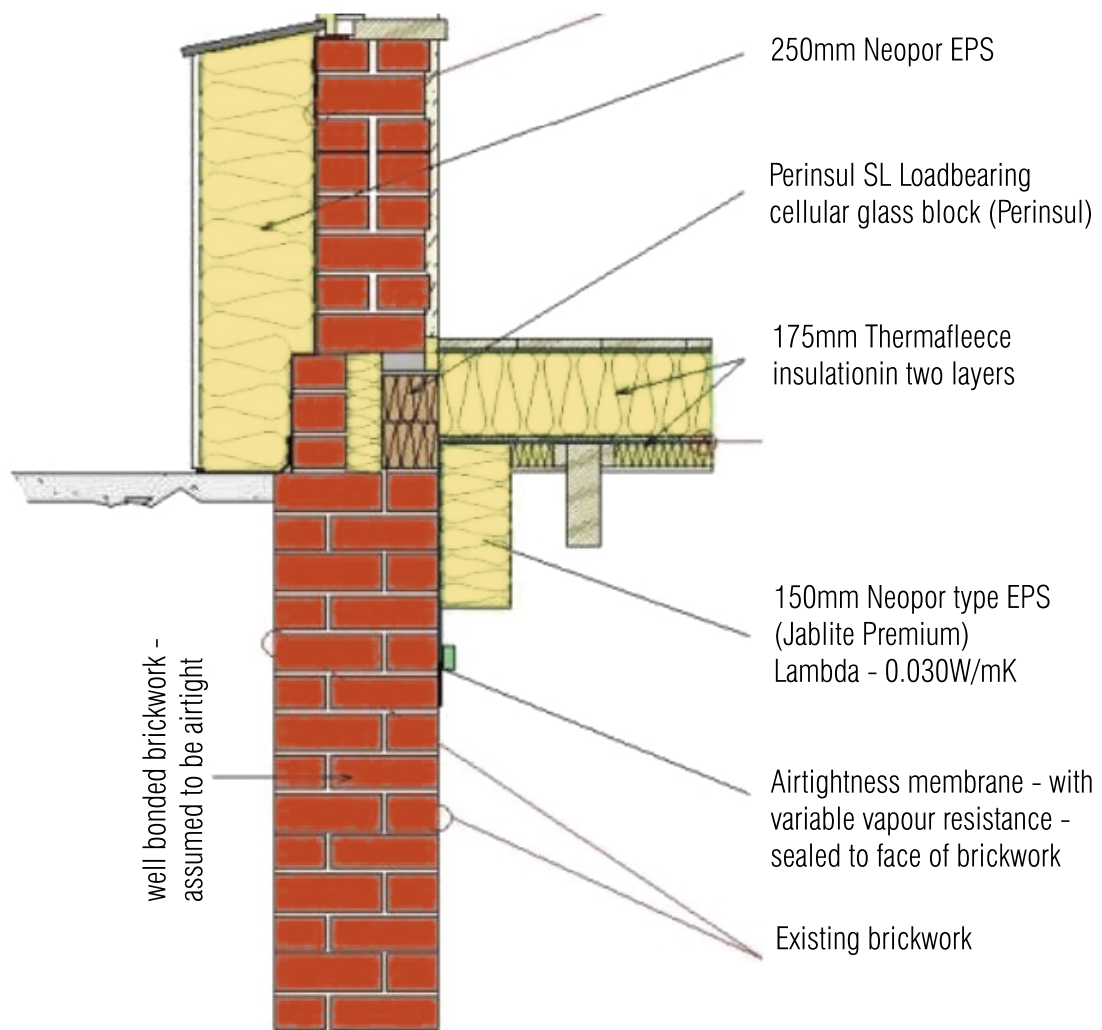 250mm Neopor EPS
Perinsul SL Loadbearing
cellular glass block (Perinsul)
175mm Thermafleece
insulationin two layers
150mm Neopor type EPS
(Jablite Premium)
Lambda - 0.030W/mK
well bonded brickwork -
assumed to be airtight
Airtightness membrane - with
variable vapour resistance -
sealed to face of brickwork
Existing brickwork